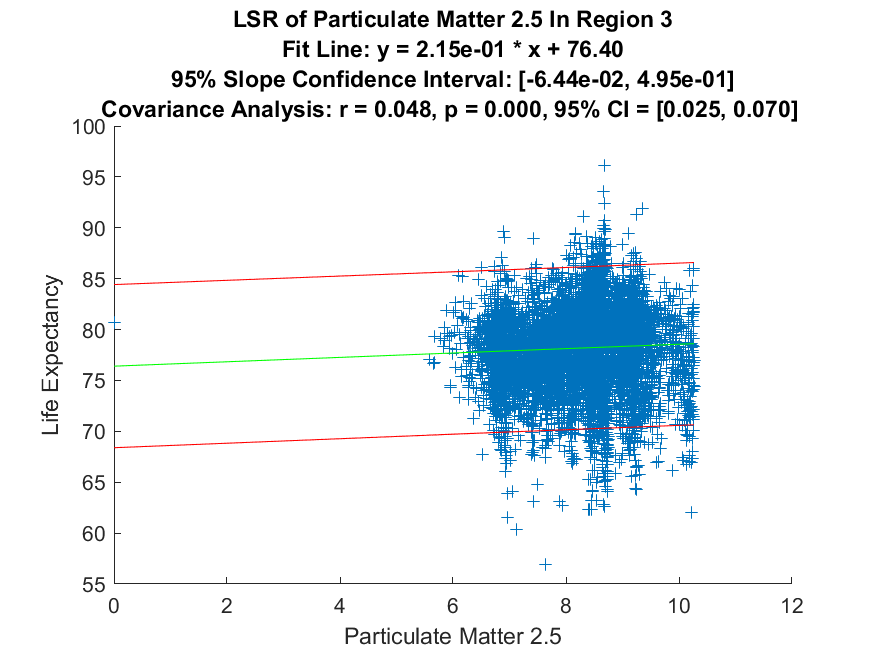 LSR of Particulate Matter 2.5 In Region 3
Fit Line: y = 2.15e-01 * x + 76.40
95% Slope Confidence Interval: [-6.44e-02, 4.95e-01]
Covariance Analysis: r = 0.048, p = 0.000, 95% CI = [0.025, 0.070]
100
95
90
85
80
75
70
65
60
55
Life Expectancy
0 2 4 6 8 10 12
Particulate Matter 2.5